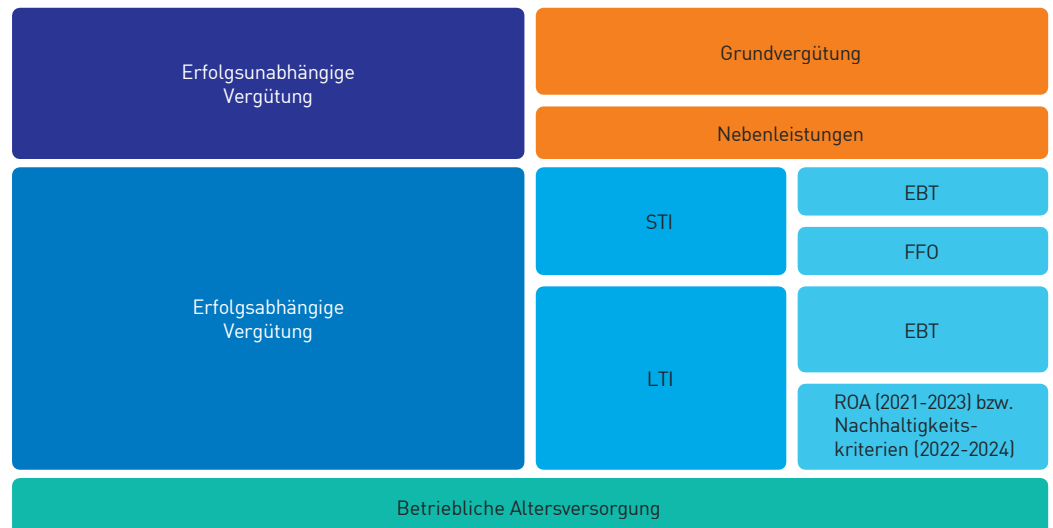 Erfolgsunabhängige
Vergütung
Grundvergütung
Nebenleistungen
Erfolgsabhängige
Vergütung
STI
EBT
FFO
LTI
EBT
ROA (2021-2023) bzw.
Nachhaltigkeits-
kriterien (2022-2024)
Betriebliche Altersversorgung